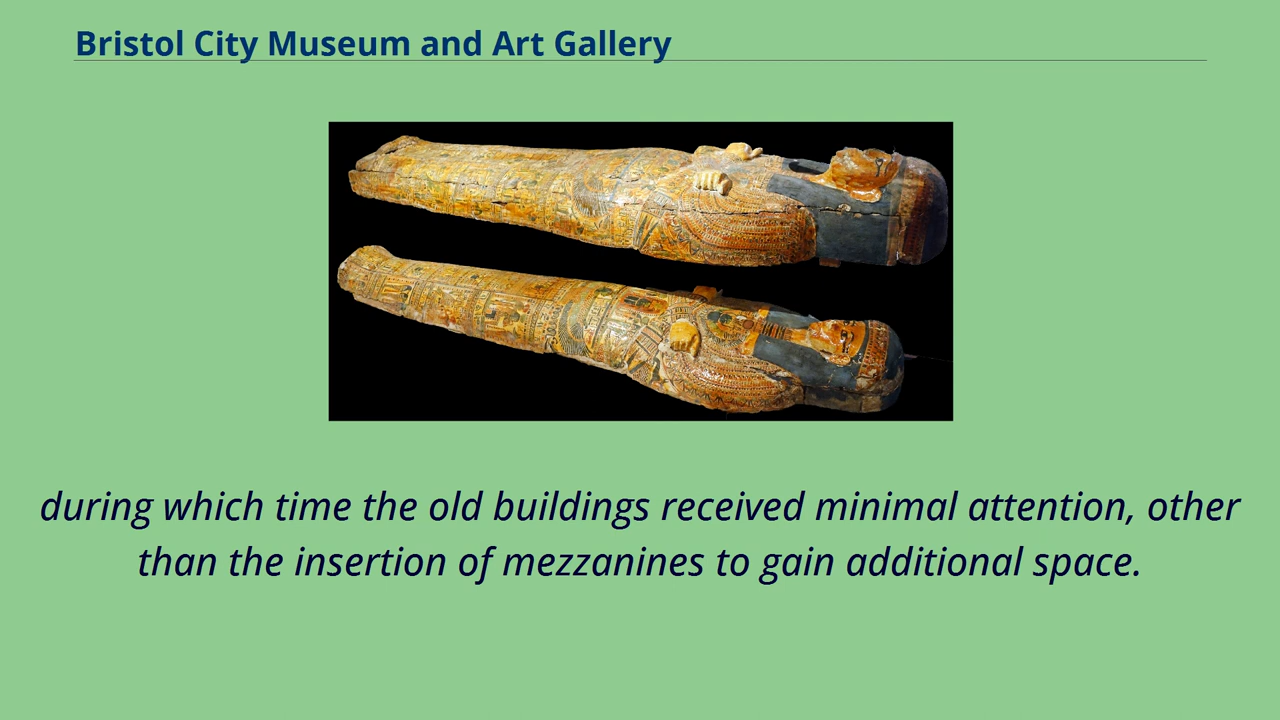 Bristol City Museum and Art Gallery
during which time the old buildings received minimal attention, other
than the insertion of mezzanines to gain additional space.